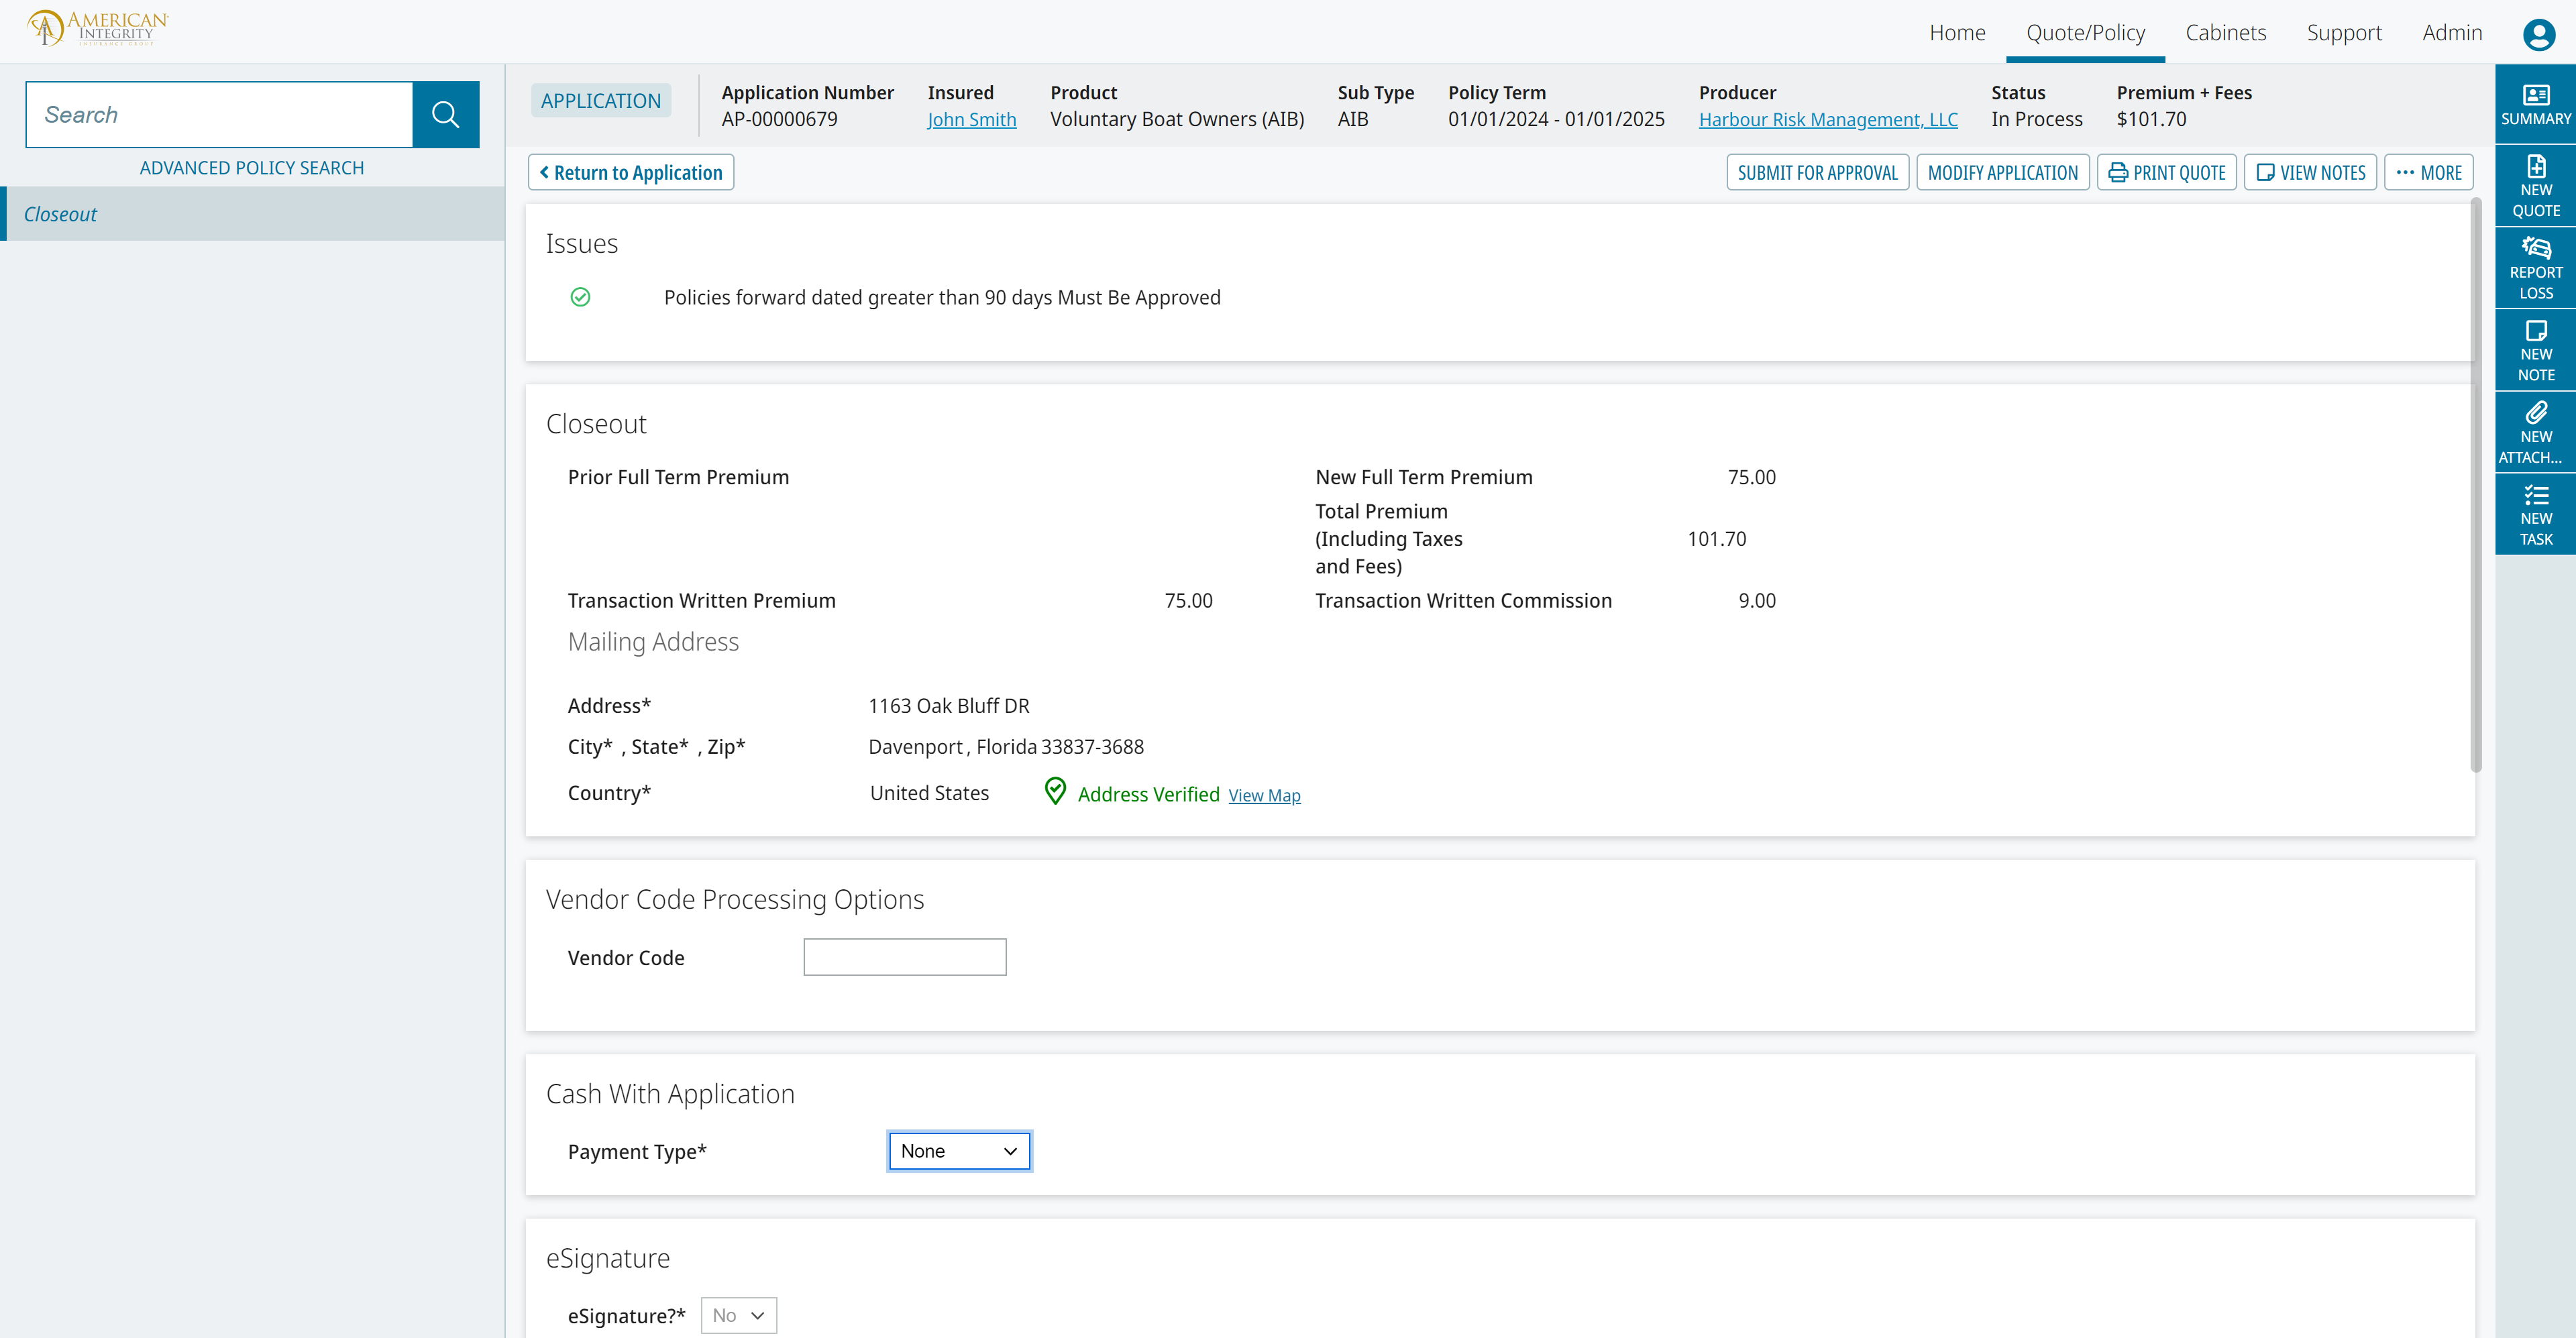 AMERICAN
INTEGRITY
INSURANCE GROUP
Home
Quote/Policy
Cabinets
Support
Admin
Search
ADVANCED POLICY SEARCH
Closeout
APPLICATION
Application Number
AP-00000679
Insured
John Smith
Product
Voluntary Boat Owners (AIB)
Sub Type
AIB
Policy Term
01/01/2024 - 01/01/2025
Producer
Harbour Risk Management, LLC
Status
In Process
Premium + Fees
$101.70
Return to Application
SUBMIT FOR APPROVAL
MODIFY APPLICATION
PRINT QUOTE
VIEW NOTES
MORE
Issues
Policies forward dated greater than 90 days Must Be Approved
Closeout
Prior Full Term Premium
New Full Term Premium 75.00
Total Premium
(Including Taxes 101.70
and Fees)
Transaction Written Premium 75.00
Transaction Written Commission 9.00
Mailing Address
Address* 1163 Oak Bluff DR
City* , State* , Zip* Davenport , Florida 33837-3688
Country* United States Address Verified View Map
Vendor Code Processing Options
Vendor Code
Cash With Application
Payment Type* None
eSignature
eSignature?* No
SUMMARY
NEW
QUOTE
REPORT
LOSS
NEW
NOTE
NEW
ATTACH...
NEW
TASK